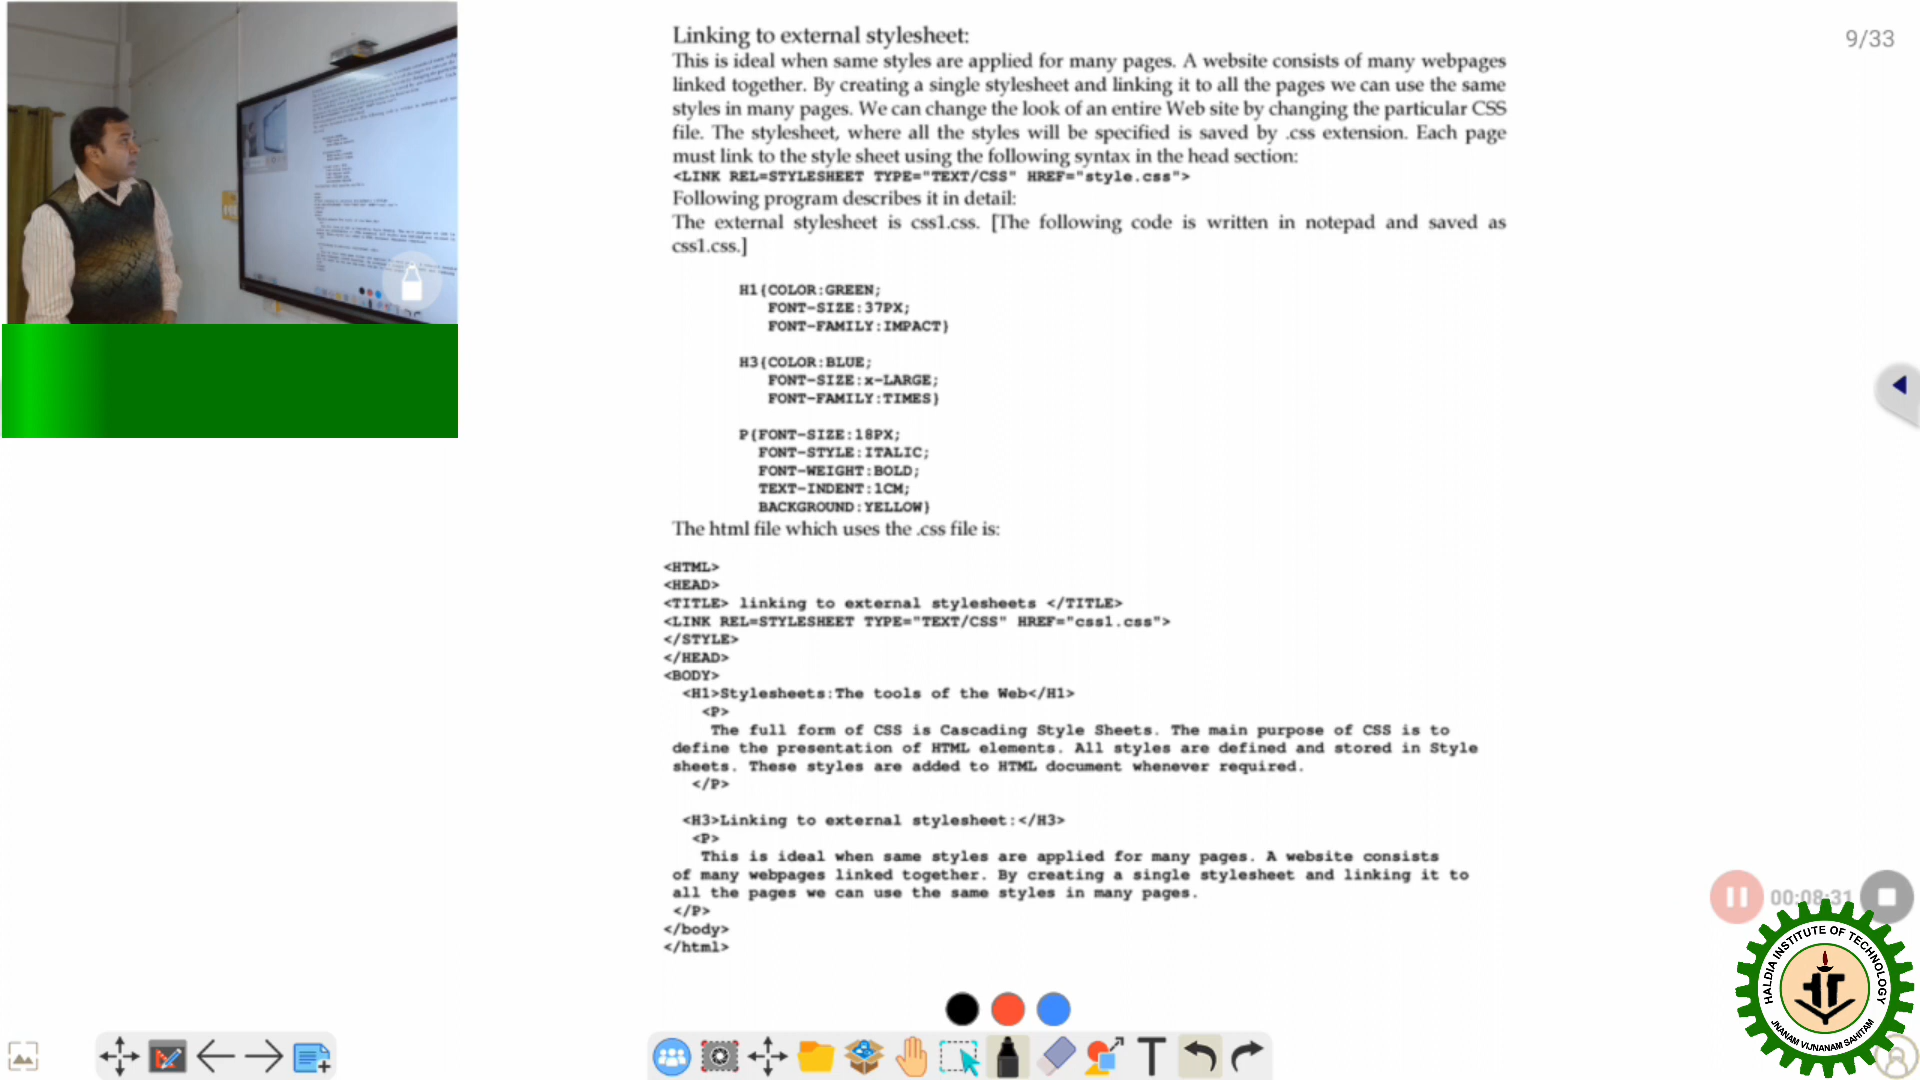 Linking to external stylesheet:
This is ideal when same styles are applied for many pages. A website consists of many webpages
linked together. By creating a single stylesheet and linking it to all the pages we can use the same
styles in many pages. We can change the look of an entire Web site by changing the particular CSS
file. The stylesheet, where all the styles will be specified is saved by .css extension. Each page
must link to the style sheet using the following syntax in the head section:
<LINK REL=STYLESHEET TYPE="TEXT/CSS" HREF="style.css">
Following program describes it in detail:
The external stylesheet is css1.css. [The following code is written in notepad and saved as
css1.css.]
H1{COLOR:GREEN;
FONT-SIZE:37PX;
FONT-FAMILY:IMPACT}
H3{COLOR:BLUE;
FONT-SIZE:x-LARGE;
FONT-FAMILY:TIMES}
P{FONT-SIZE:18PX;
FONT-STYLE:ITALIC;
FONT-WEIGHT:BOLD;
TEXT-INDENT:1CM;
BACKGROUND:YELLOW}
The html file which uses the .css file is:
<HTML>
<HEAD>
<TITLE> linking to external stylesheets </TITLE>
<LINK REL=STYLESHEET TYPE="TEXT/CSS" HREF="css1.css">
</STYLE>
</HEAD>
<BODY>
<H1>Stylesheets:The tools of the Web</H1>
<P>
The full form of CSS is Cascading Style Sheets. The main purpose of CSS is to
define the presentation of HTML elements. All styles are defined and stored in Style
sheets. These styles are added to HTML document whenever required.
</P>
<H3>Linking to external stylesheet:</H3>
<P>
This is ideal when same styles are applied for many pages. A website consists
of many webpages linked together. By creating a single stylesheet and linking it to
all the pages we can use the same styles in many pages.
</P>
</body>
</html>
9/33
00:08:31
HALDIA INSTITUTE OF TECHNOLOGY
JNANAM VIJNANAM SAHITAM